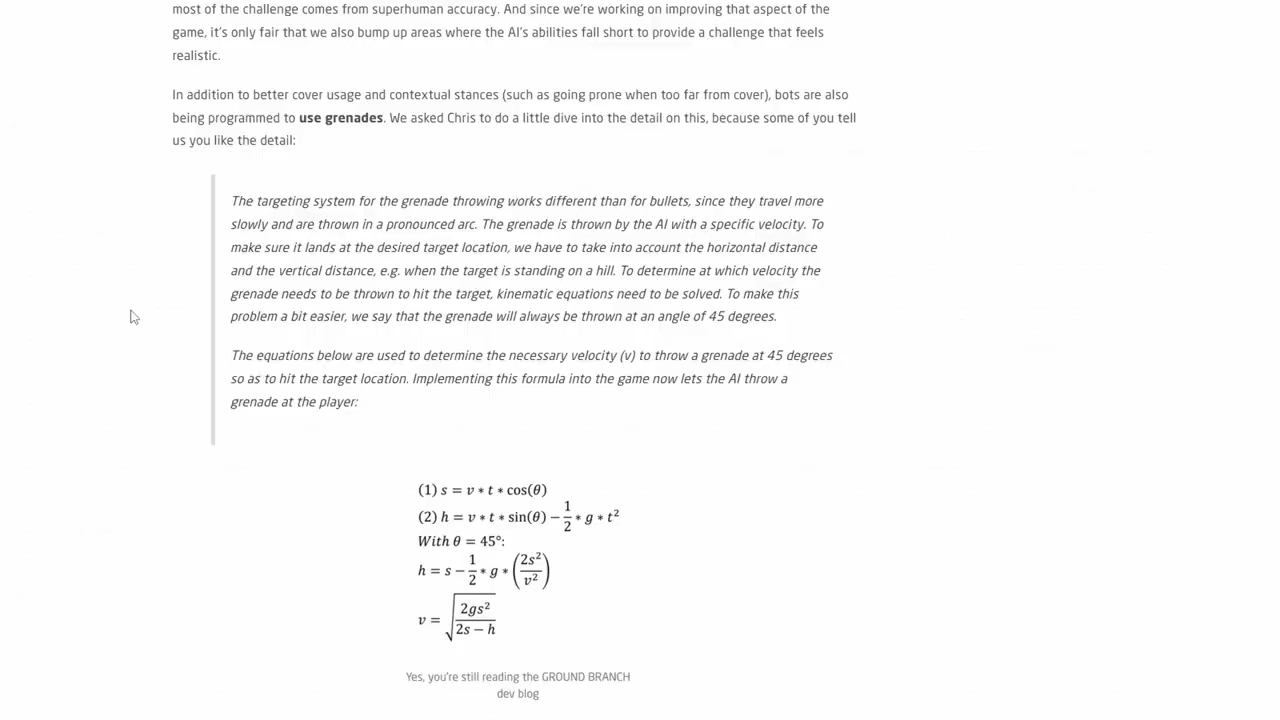 most of the challenge comes from superhuman accuracy. And since we're working on improving that aspect of the
game, it's only fair that we also bump up areas where the AI's abilities fall short to provide a challenge that feels
realistic.
In addition to better cover usage and contextual stances (such as going prone when too far from cover), bots are also
being programmed to use grenades. We asked Chris to do a little dive into the detail on this, because some of you tell
us you like the detail:
The targeting system for the grenade throwing works different than for bullets, since they travel more
slowly and are thrown in a pronounced arc. The grenade is thrown by the AI with a specific velocity. To
make sure it lands at the desired target location, we have to take into account the horizontal distance
and the vertical distance, e.g. when the target is standing on a hill. To determine at which velocity the
grenade needs to be thrown to hit the target, kinematic equations need to be solved. To make this
problem a bit easier, we say that the grenade will always be thrown at an angle of 45 degrees.
The equations below are used to determine the necessary velocity (v) to throw a grenade at 45 degrees
so as to hit the target location. Implementing this formula into the game now lets the AI throw a
grenade at the player:
(1) s = v * t * cos(θ)
(2) h = v * t * sin(θ) − 1/2 * g * t²
With θ = 45°:
h = s − 1/2 * g * (2s²/v²)
v = √(2gs²/(2s − h))
Yes, you're still reading the GROUND BRANCH
dev blog